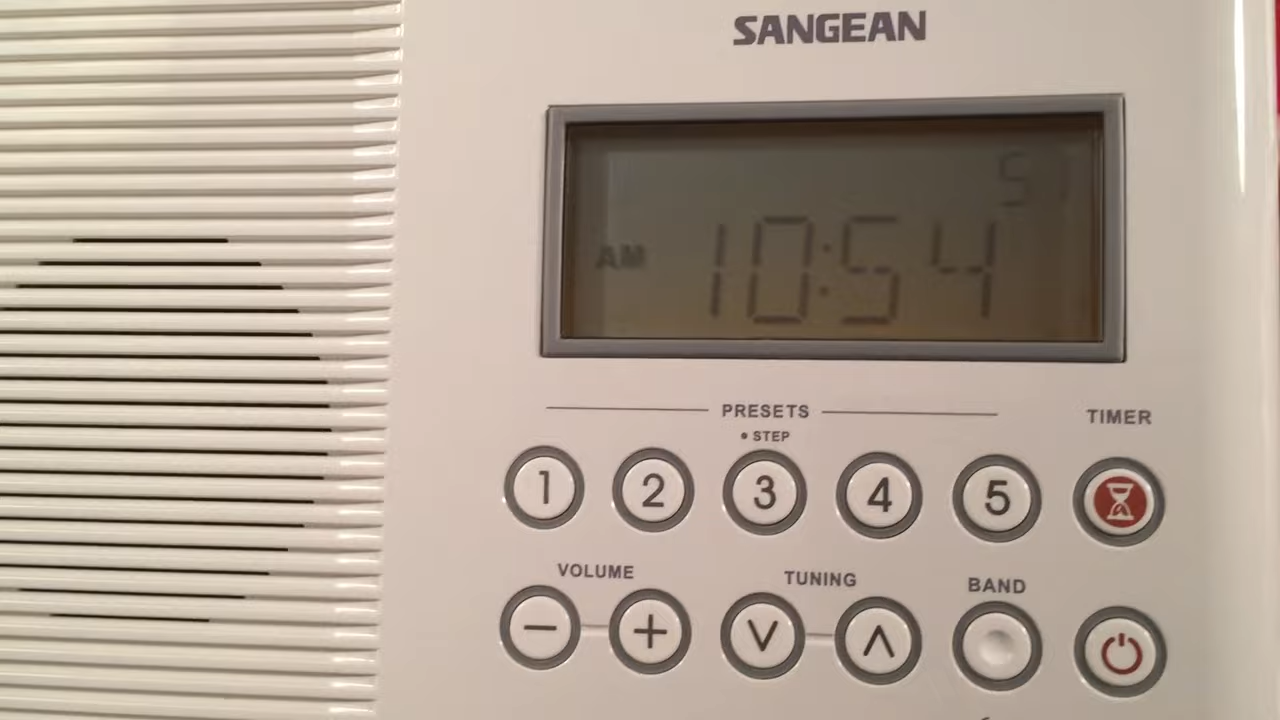 SANGEAN
AM 10:54
PRESETS
• STEP
TIMER
1 2 3 4 5
VOLUME TUNING BAND